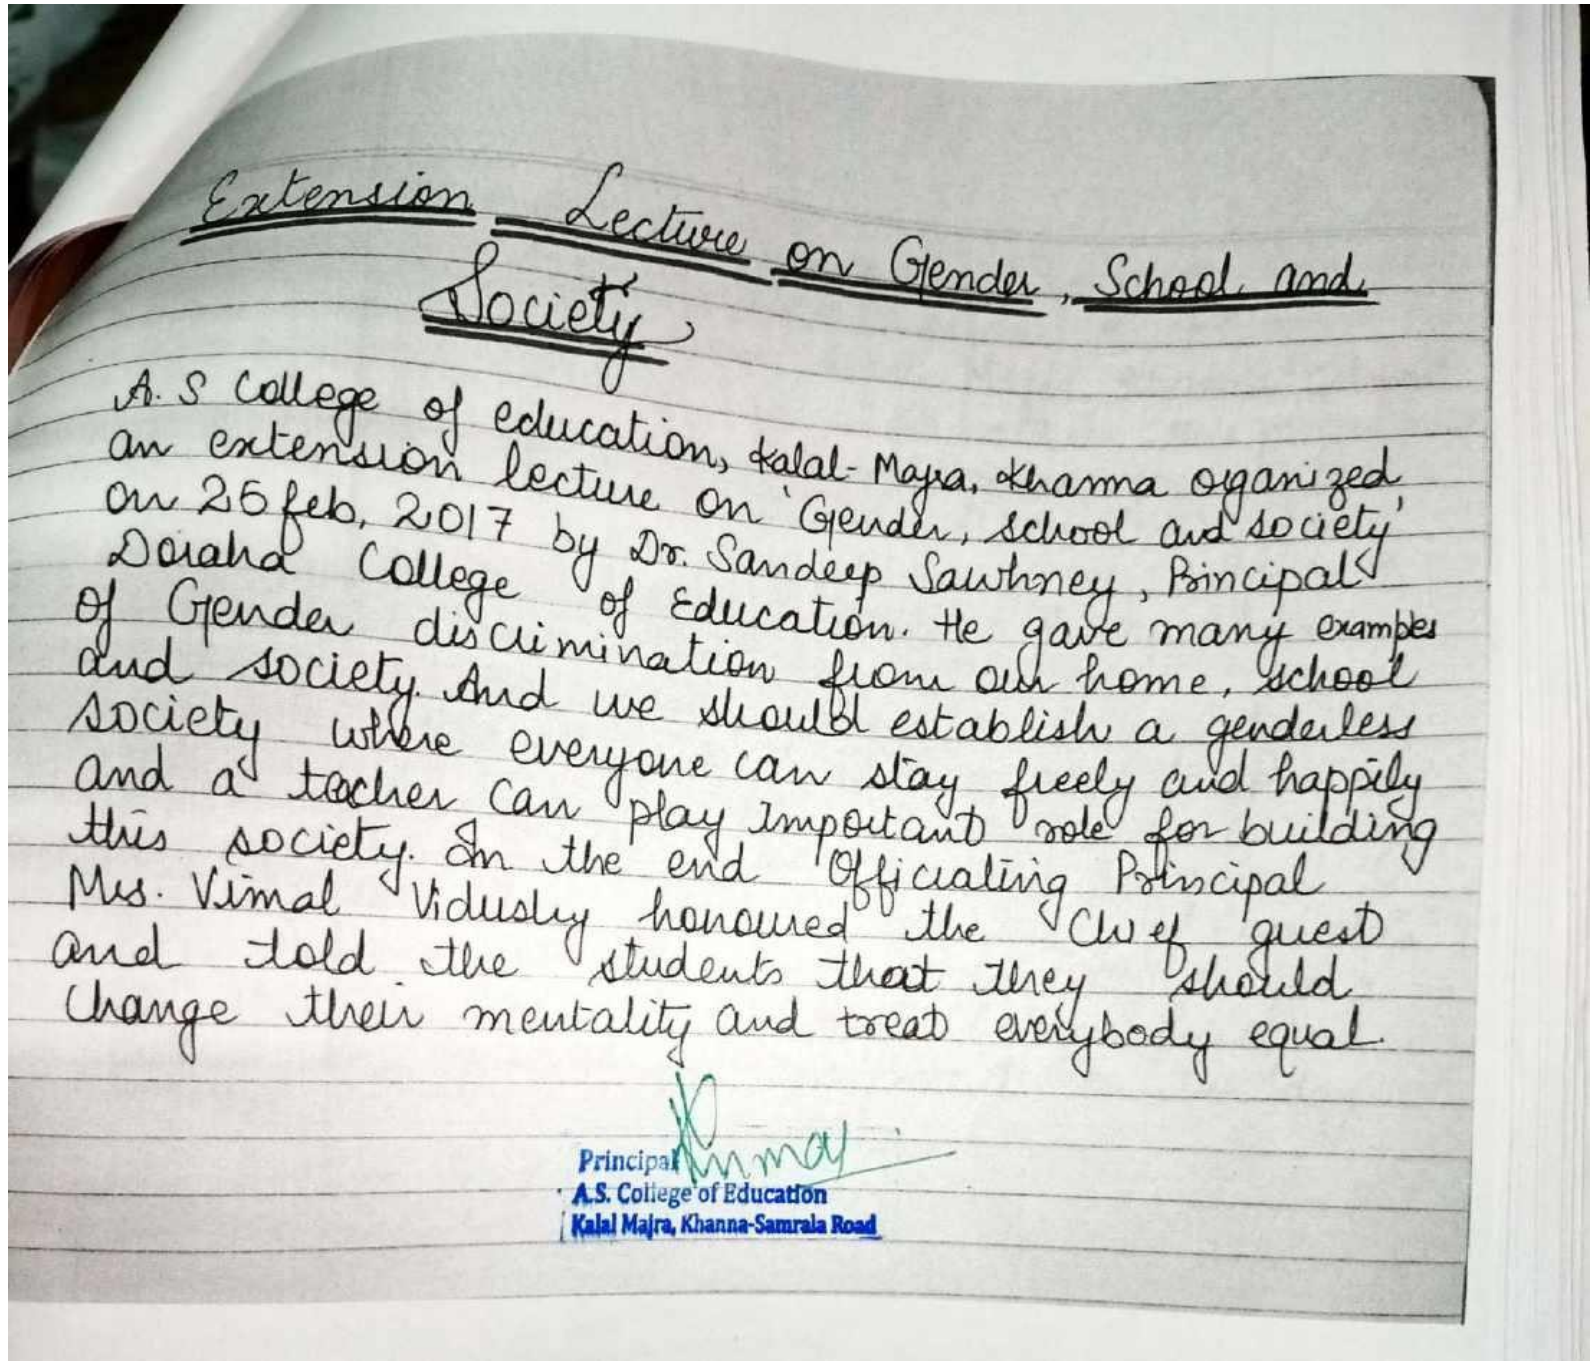 Extension Lecture on Gender, School and
Society
A. S College of education, Kalal-Majra, Khanna organized
an extension lecture on 'Gender, school and society'
on 25 feb, 2017 by Dr. Sandeep Sawhney, Principal
Doraha College of Education. He gave many examples
of Gender discrimination from our home, school
and society. And we should establish a genderless
society where everyone can stay freely and happily
and a teacher can play Important role for building
this society. In the end Officiating Principal
Mrs. Vimal Vidushy honoured the Chief guest
and told the students that they should
change their mentality and treat everybody equal.
Principal
A.S. College of Education
Kalal Majra, Khanna-Samrala Road